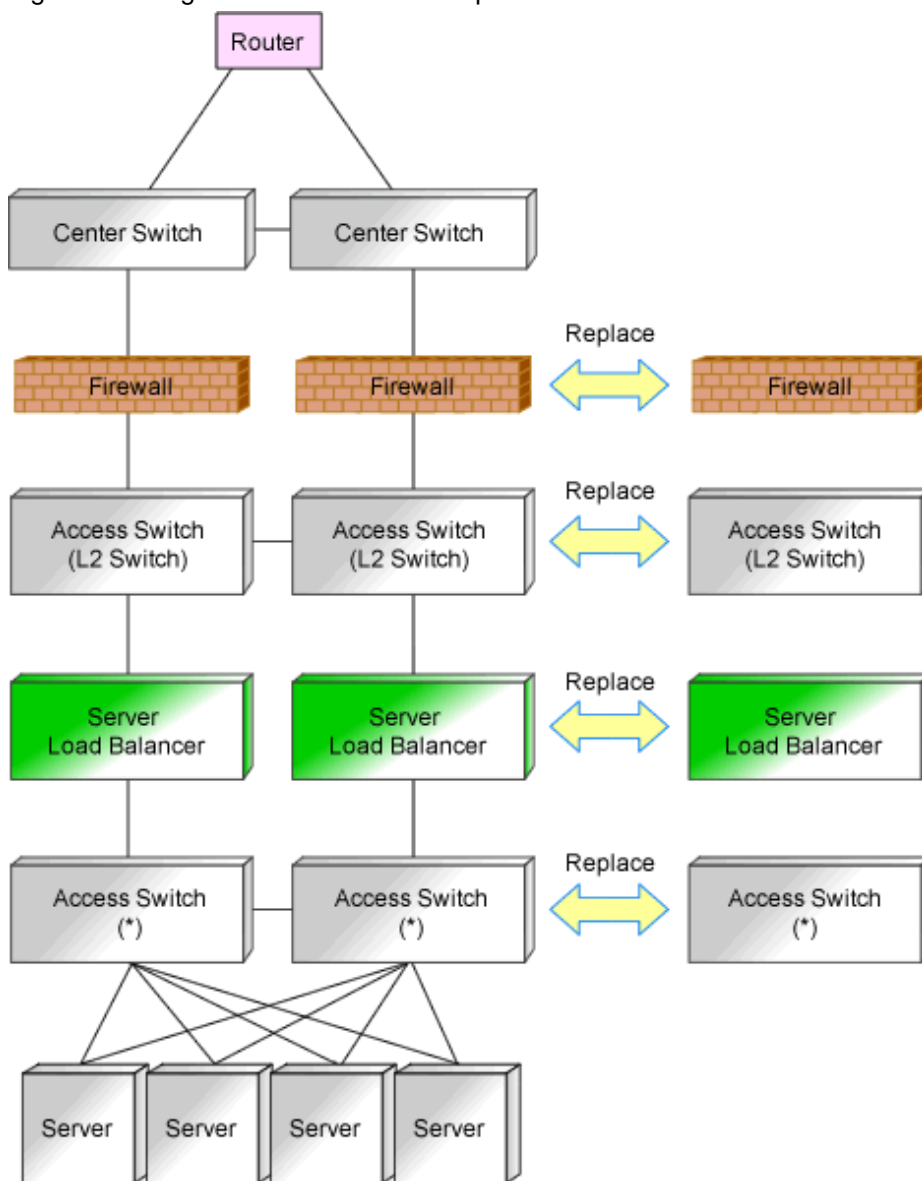 Router
Center Switch
Center Switch
Replace
Firewall
Firewall
Firewall
Replace
Access Switch
(L2 Switch)
Access Switch
(L2 Switch)
Access Switch
(L2 Switch)
Replace
Server
Load Balancer
Server
Load Balancer
Server
Load Balancer
Replace
Access Switch
(*)
Access Switch
(*)
Access Switch
(*)
Server
Server
Server
Server